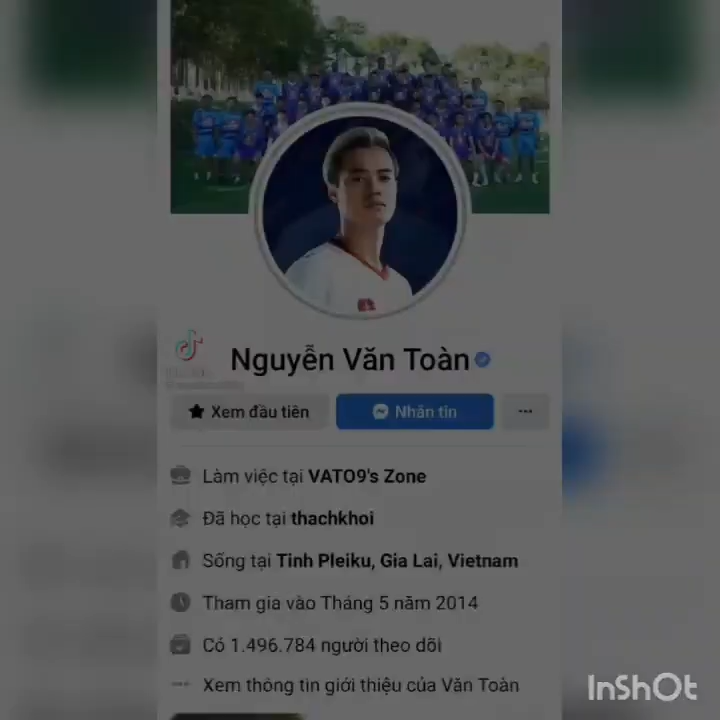 Nguyễn Văn Toàn
Xem đầu tiên
Nhắn tin
Làm việc tại VATO9's Zone
Đã học tại thachkhoi
Sống tại Tỉnh Pleiku, Gia Lai, Vietnam
Tham gia vào Tháng 5 năm 2014
Có 1.496.784 người theo dõi
Xem thông tin giới thiệu của Văn Toàn
InShOt